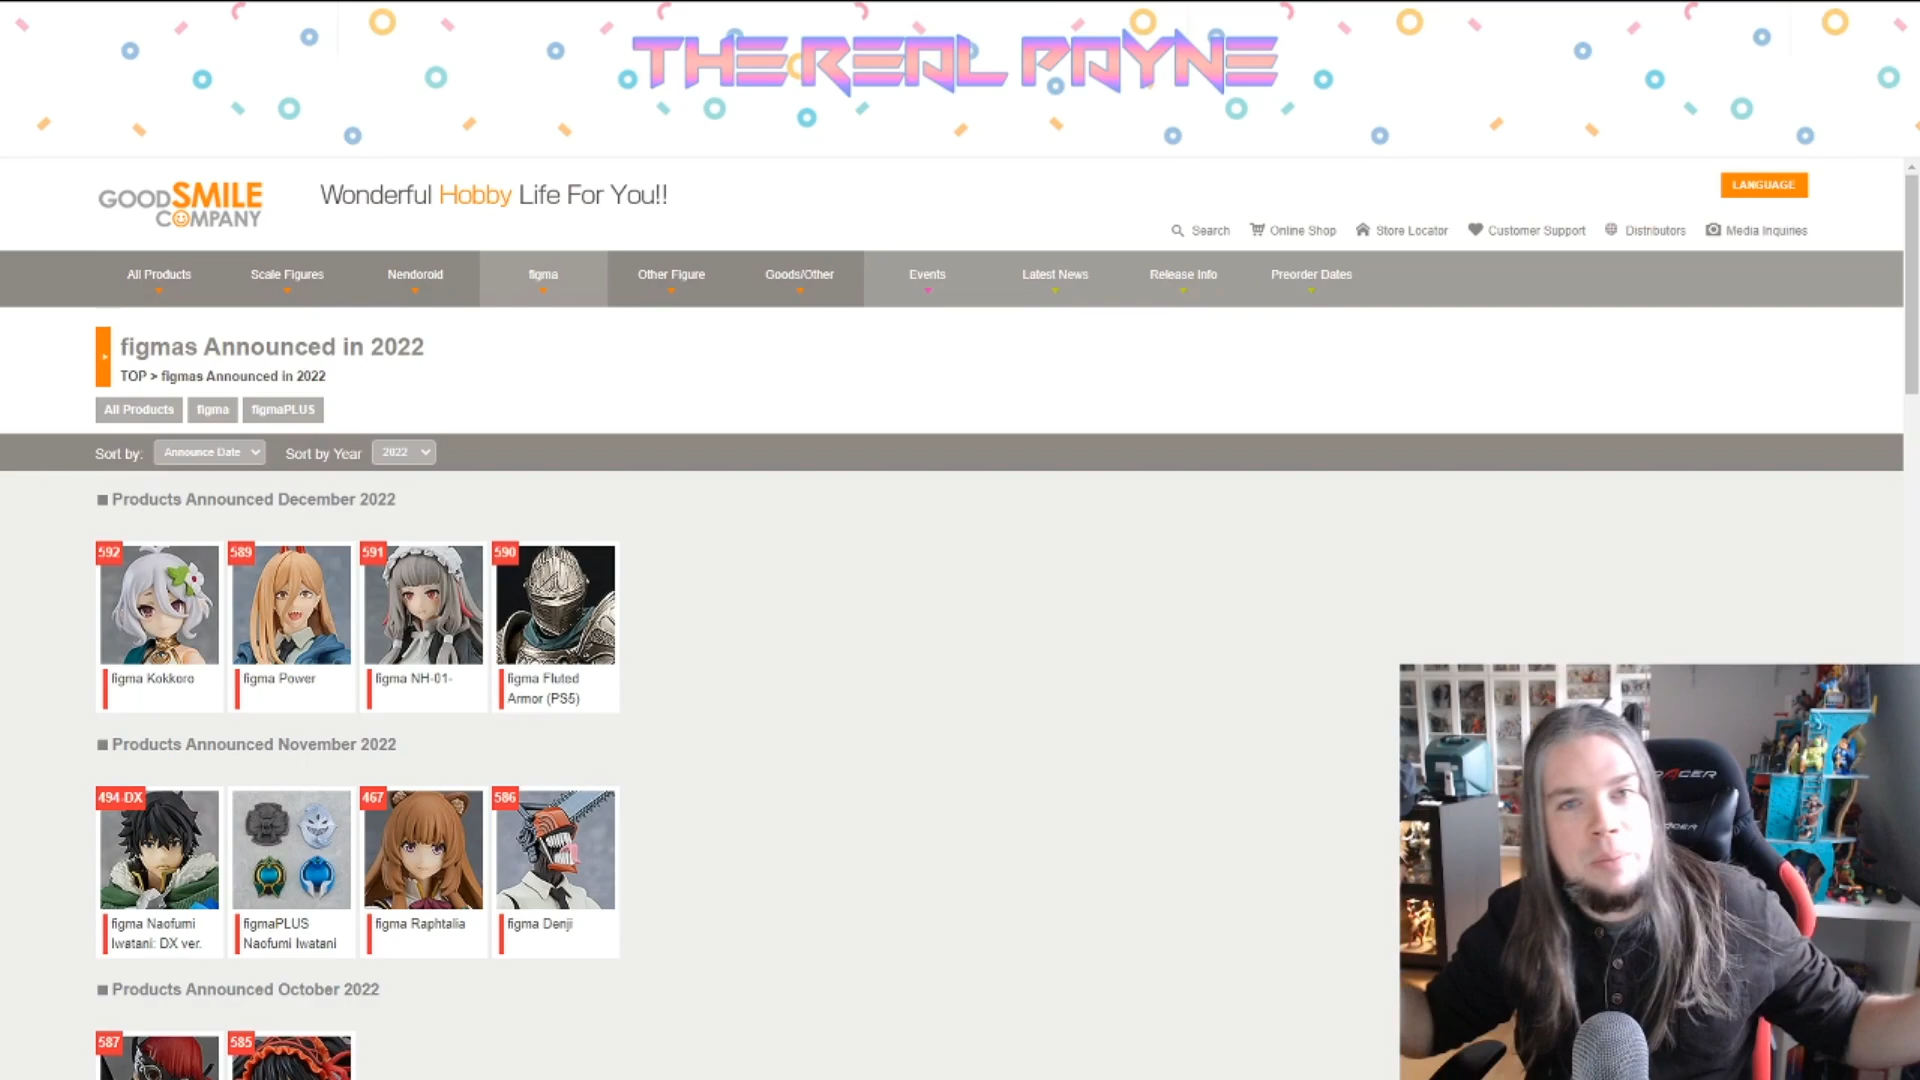 THE REAL PAYNE
GOOD SMILE
COMPANY
Wonderful Hobby Life For You!!
LANGUAGE
Search Online Shop Store Locator Customer Support Distributors Media Inquiries
All Products Scale Figures Nendoroid figma Other Figure Goods/Other Events Latest News Release Info Preorder Dates
figmas Announced in 2022
TOP > figmas Announced in 2022
All Products figma figmaPLUS
Sort by: Announce Date Sort by Year 2022
Products Announced December 2022
592 589 591 590
figma Kokkoro figma Power figma NH-01- figma Fluted
Armor (PS5)
Products Announced November 2022
494-DX 467 586
figma Naofumi figmaPLUS figma Raphtalia figma Denji
Iwatani: DX ver. Naofumi Iwatani
Products Announced October 2022
587 585